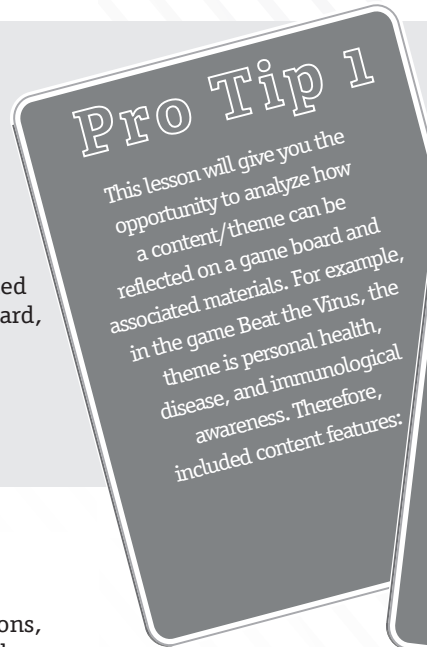 Pro Tip 1
This lesson will give you the
opportunity to analyze how
a content/theme can be
reflected on a game board and
associated materials. For example,
in the game Beat the Virus, the
theme is personal health,
disease, and immunological
awareness. Therefore,
included content features:
ed
ard,
ons,